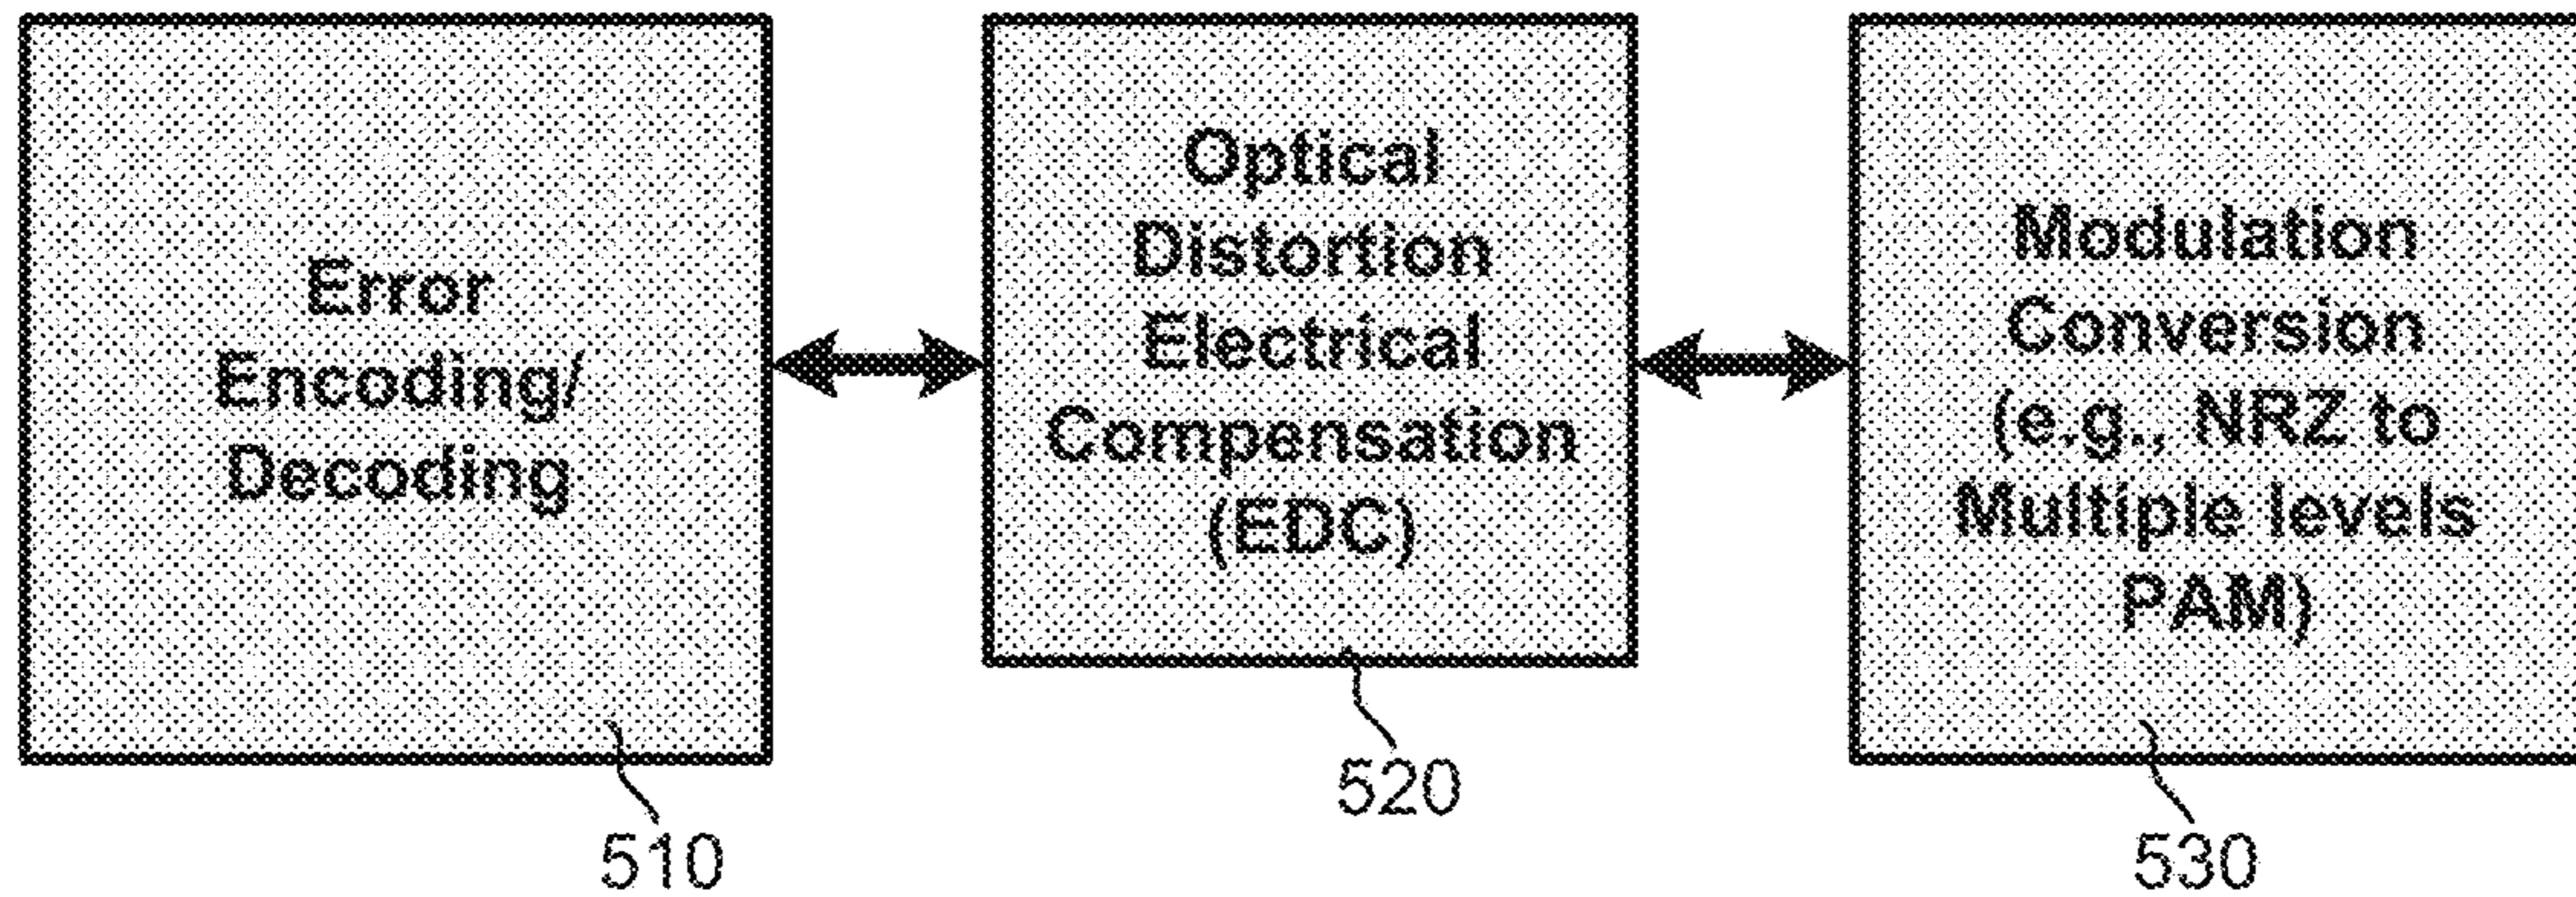 Error
Encoding/
Decoding
Optical
Distortion
Electrical
Compensation
(EDC)
Modulation
Conversion
(e.g., NRZ to
Multiple levels
PAM)
510
520
530